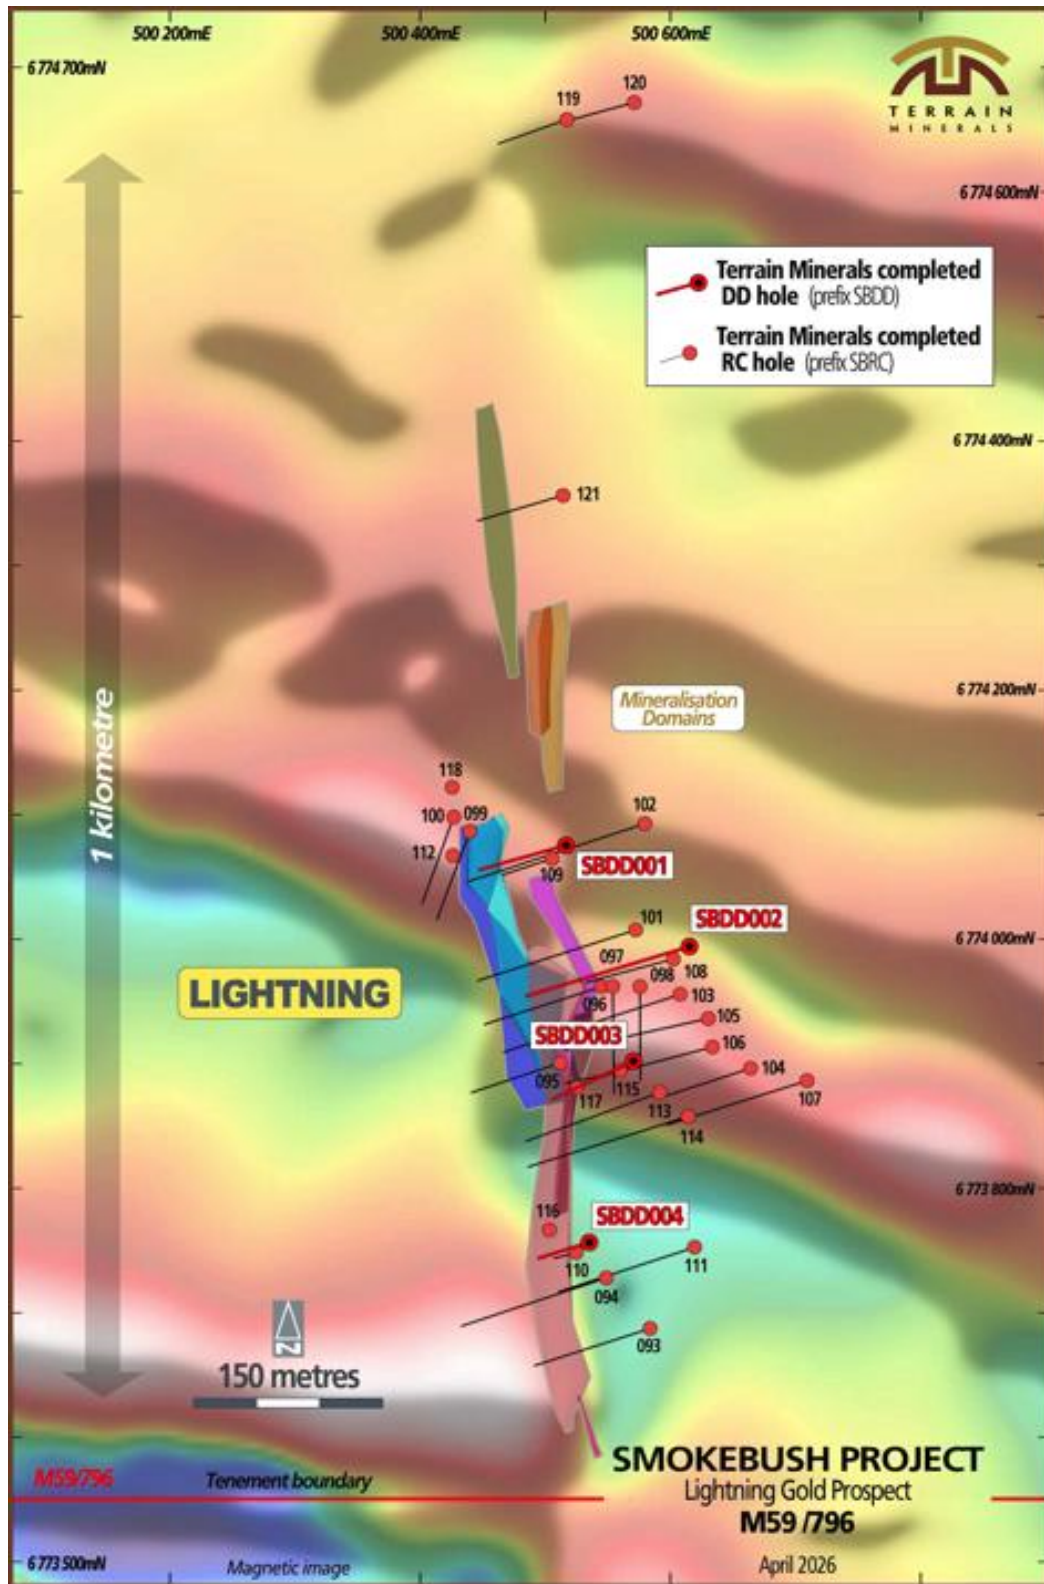 500 200mE
500 400mE
500 600mE
6 774 700mN
TERRAIN
MINERALS
120
119
6 774 600mN
Terrain Minerals completed
DD hole (prefix SBDD)
Terrain Minerals completed
RC hole (prefix SBRC)
6 774 400mN
121
6 774 200mN
Mineralisation
Domains
1 kilometre
118
100
099
102
112
109
SBDD001
101
SBDD002
6 774 000mN
097
098
108
LIGHTNING
096
103
105
SBDD003
106
095
115
104
117
113
107
114
6 773 800mN
116
SBDD004
110
111
094
093
N
150 metres
SMOKEBUSH PROJECT
Lightning Gold Prospect
M59 /796
April 2026
M59/796
Tenement boundary
6 773 500mN
Magnetic image